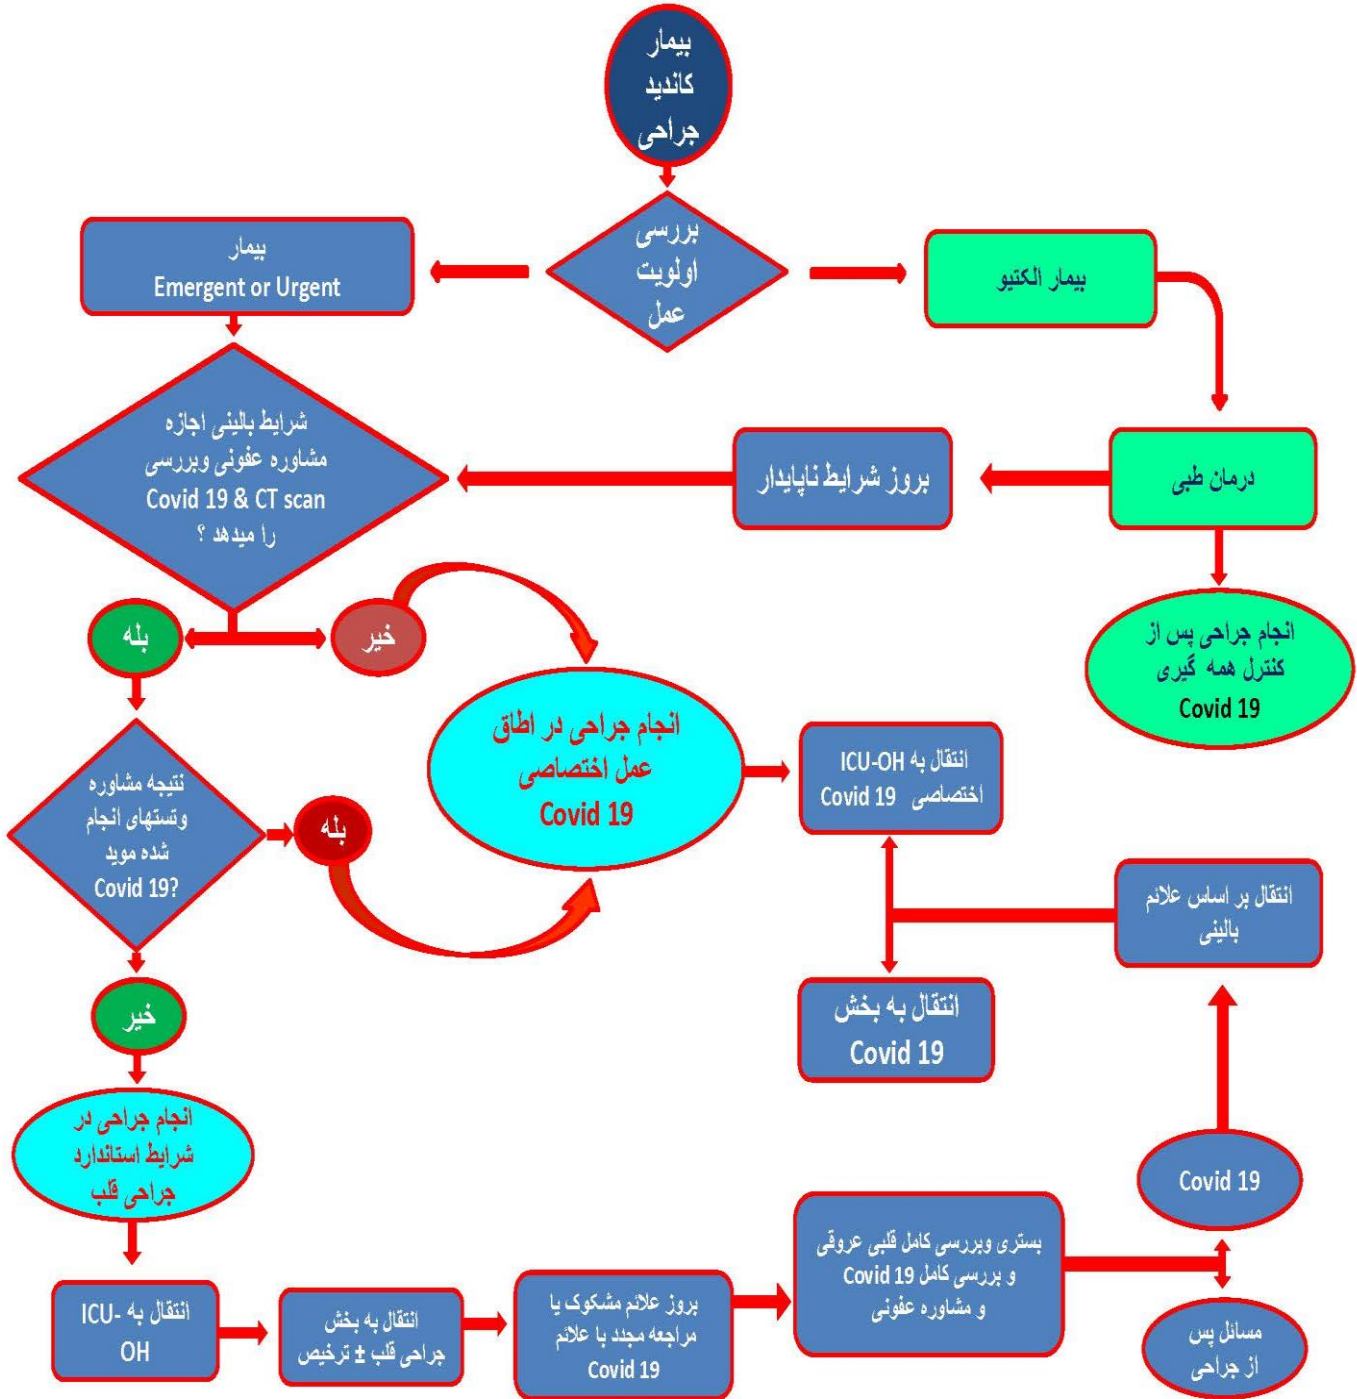 بیمار
کاندید
جراحی
بررسی
اولویت
عمل
بیمار
Emergent or Urgent
بیمار الکتیو
شرایط بالینی اجازه
مشاوره عفونی وبررسی
Covid 19 & CT scan
را میدهد ؟
بروز شرایط ناپایدار
درمان طبی
بله
خیر
انجام جراحی پس از
کنترل همه گیری
Covid 19
انجام جراحی در اطاق
عمل اختصاصی
Covid 19
انتقال به ICU-OH
اختصاصی Covid 19
نتیجه مشاوره
وتستهای انجام
شده موید
Covid 19?
بله
انتقال بر اساس علائم
بالینی
انتقال به بخش
Covid 19
خیر
انجام جراحی در
شرایط استاندارد
جراحی قلب
Covid 19
بستری وبررسی کامل قلبی عروقی
و بررسی کامل Covid 19
و مشاوره عفونی
انتقال به ICU-
OH
انتقال به بخش
جراحی قلب ± ترخیص
بروز علائم مشکوک یا
مراجعه مجدد با علائم
Covid 19
مسائل پس
از جراحی